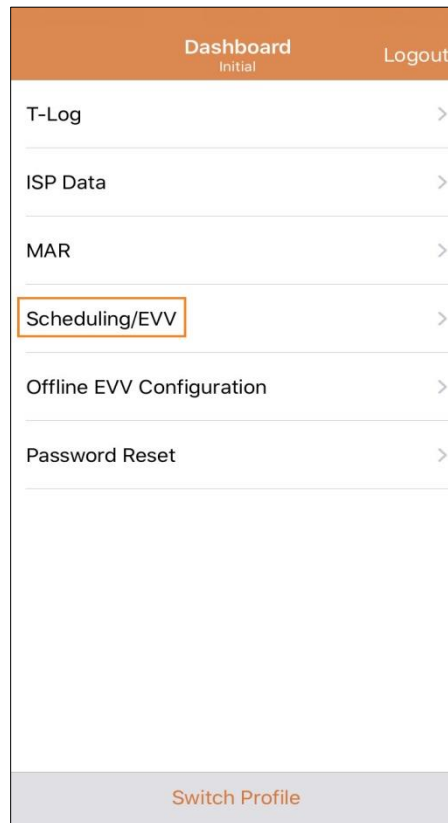 Dashboard
Initial
Logout
T-Log
ISP Data
MAR
Scheduling/EVV
Offline EVV Configuration
Password Reset
Switch Profile